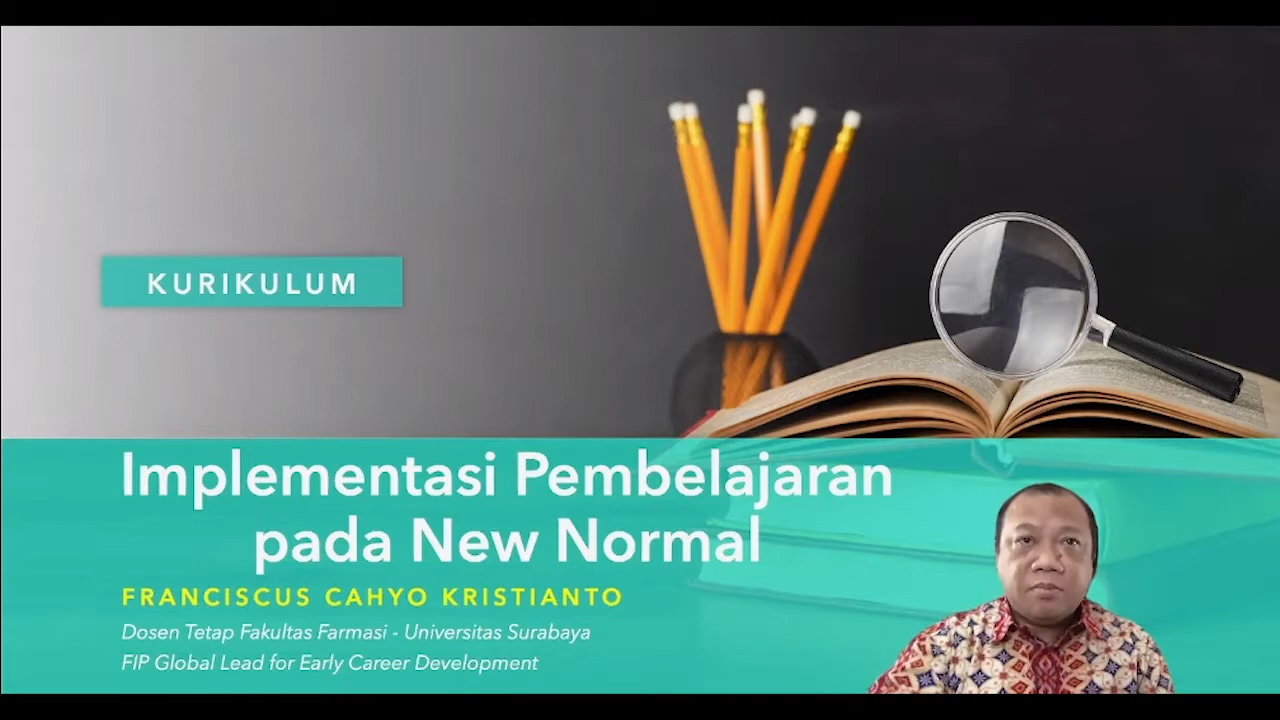 KURIKULUM
Implementasi Pembelajaran
pada New Normal
FRANCISCUS CAHYO KRISTIANTO
Dosen Tetap Fakultas Farmasi - Universitas Surabaya
FIP Global Lead for Early Career Development